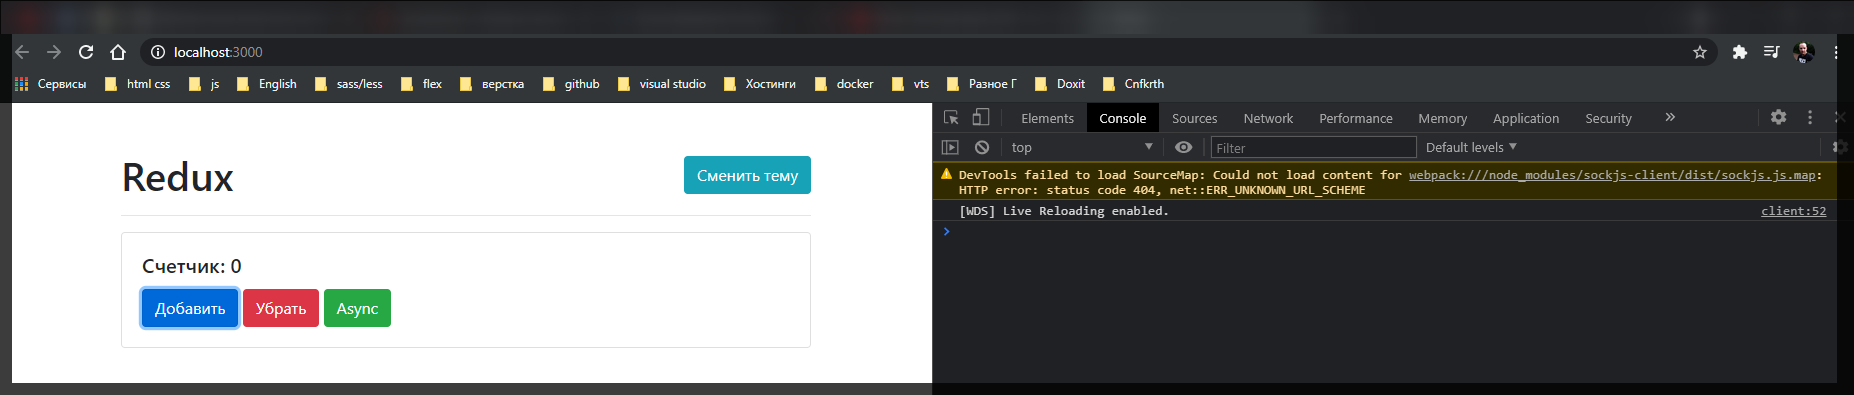 localhost:3000
Сервисы html css js English sass/less flex верстка github visual studio Хостинги docker vts Разное Г Doxit Cnfkrth
Elements Console Sources Network Performance Memory Application Security
top Filter Default levels
Redux
Сменить тему
Счетчик: 0
Добавить Убрать Async
DevTools failed to load SourceMap: Could not load content for webpack:///node_modules/sockjs-client/dist/sockjs.js.map:
HTTP error: status code 404, net::ERR_UNKNOWN_URL_SCHEME
[WDS] Live Reloading enabled. client:52